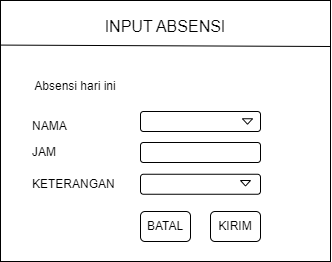 INPUT ABSENSI
Absensi hari ini
NAMA
JAM
KETERANGAN
BATAL KIRIM